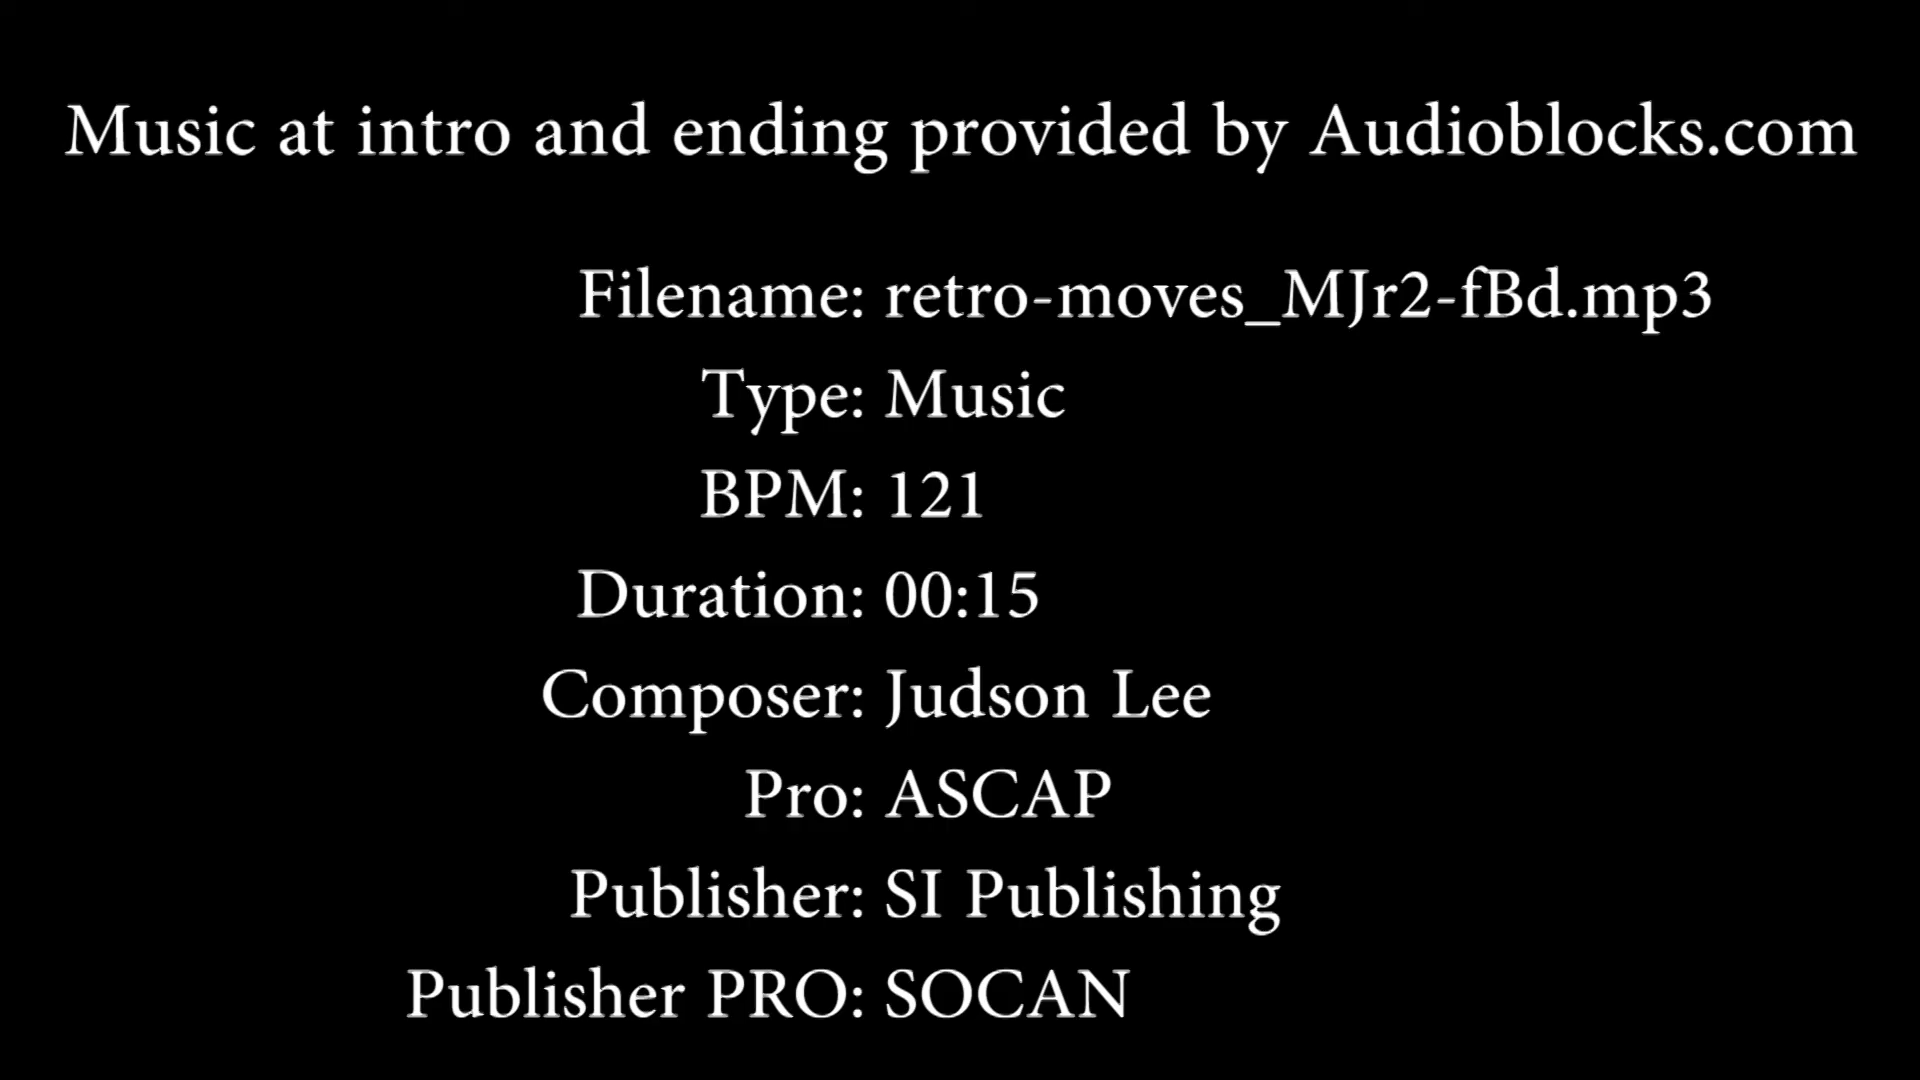 Music at intro and ending provided by Audioblocks.com
Filename: retro-moves_MJr2-fBd.mp3
Type: Music
BPM: 121
Duration: 00:15
Composer: Judson Lee
Pro: ASCAP
Publisher: SI Publishing
Publisher PRO: SOCAN